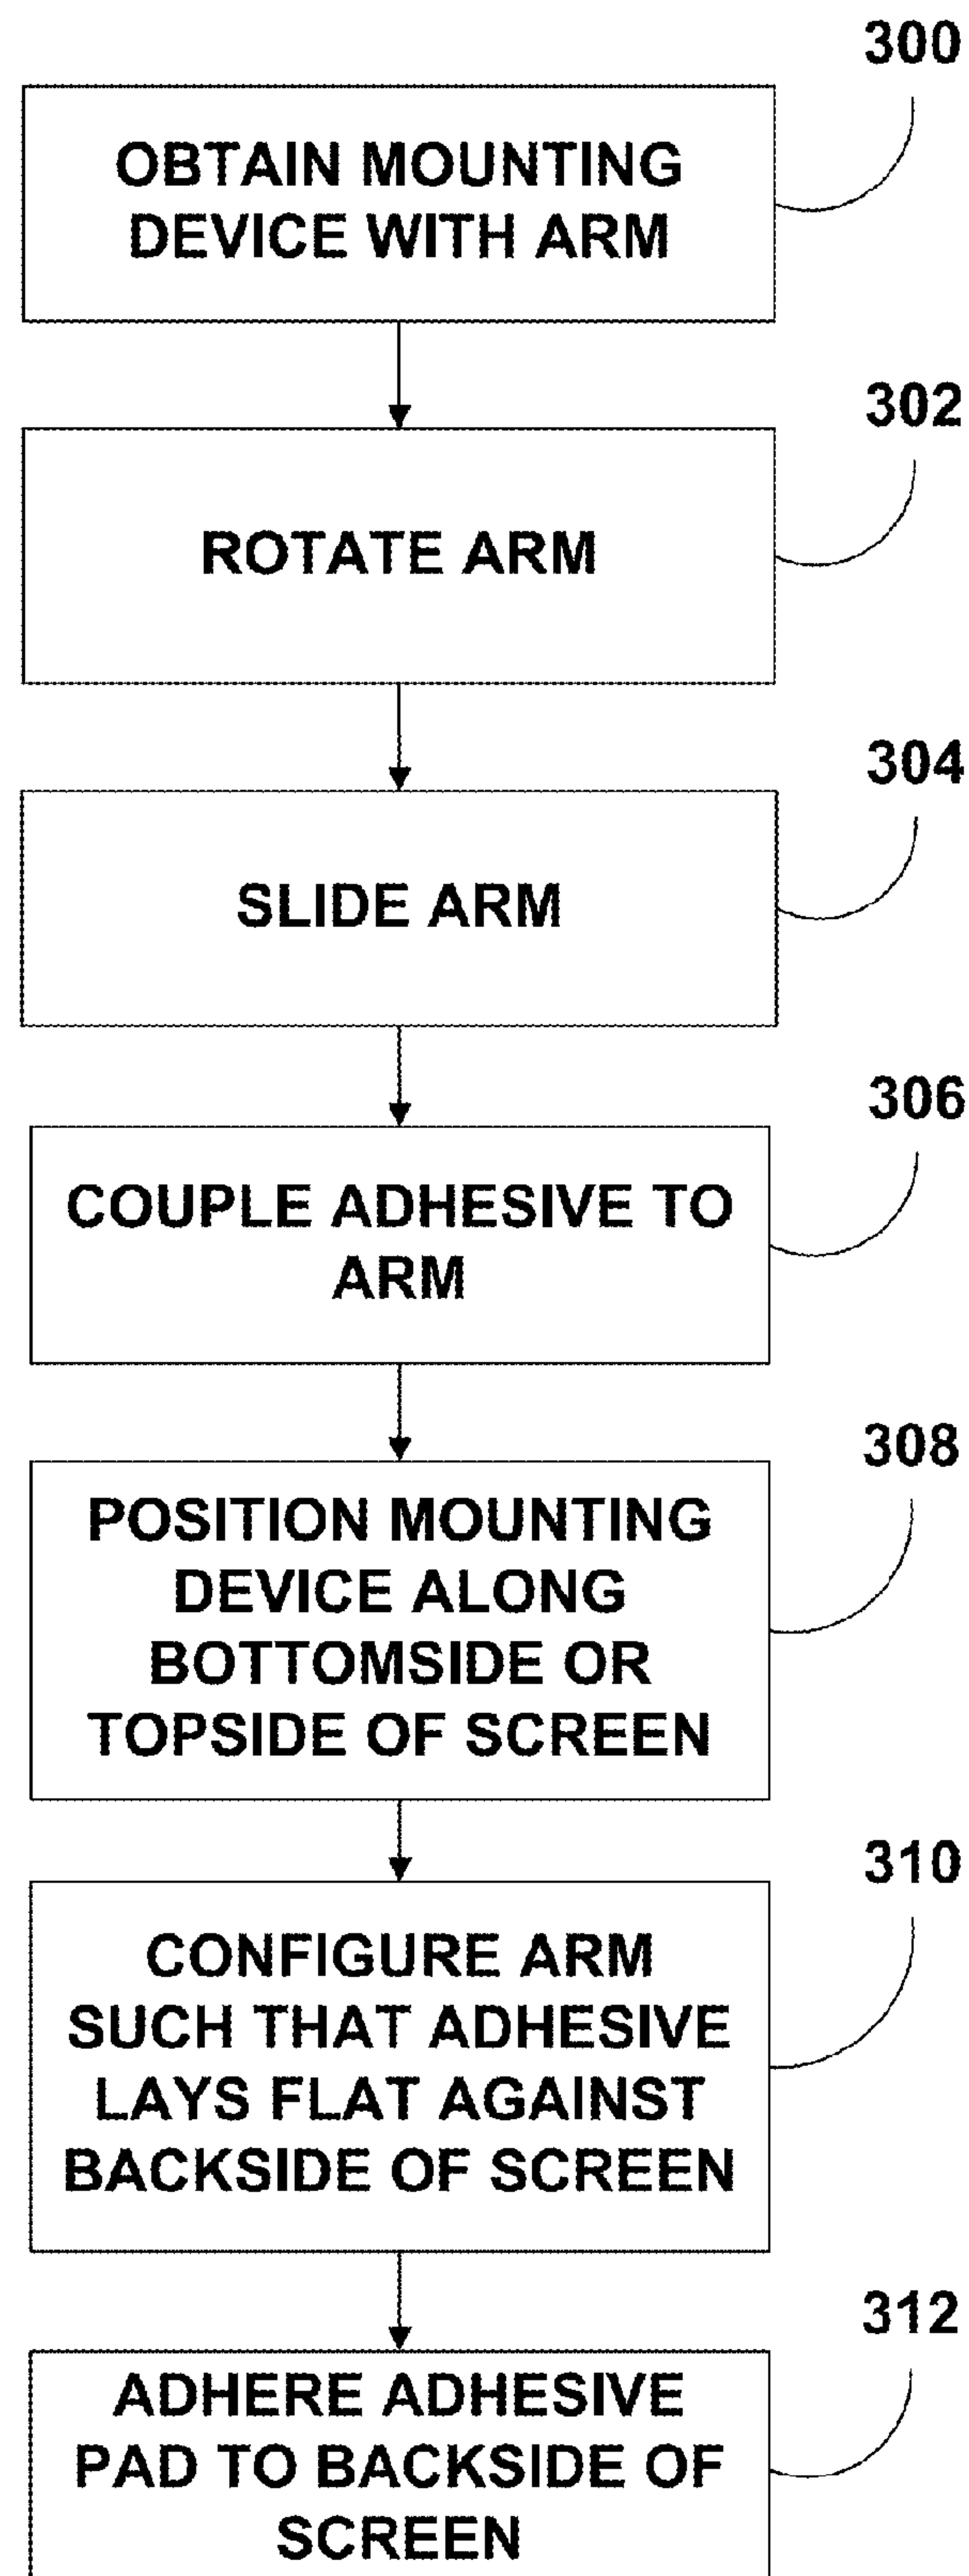 300
OBTAIN MOUNTING
DEVICE WITH ARM
302
ROTATE ARM
304
SLIDE ARM
306
COUPLE ADHESIVE TO
ARM
308
POSITION MOUNTING
DEVICE ALONG
BOTTOMSIDE OR
TOPSIDE OF SCREEN
310
CONFIGURE ARM
SUCH THAT ADHESIVE
LAYS FLAT AGAINST
BACKSIDE OF SCREEN
312
ADHERE ADHESIVE
PAD TO BACKSIDE OF
SCREEN